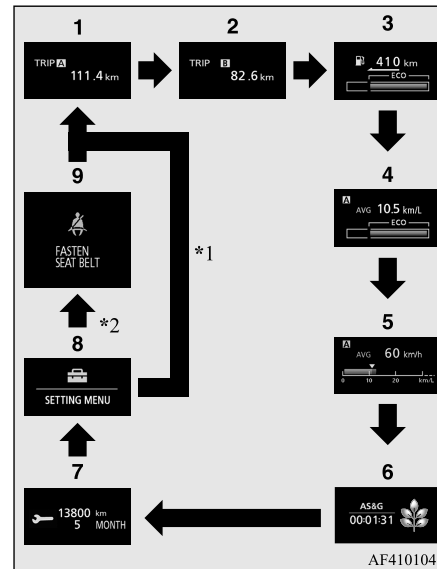 1
2
3
TRIP A
111.4 km
TRIP B
82.6 km
410 km
ECO
4
A
AVG 10.5 km/L
ECO
5
A
AVG 60 km/h
0 10 20 km/L
6
AS&G
00:01:31
7
13800 km
5 MONTH
8
SETTING MENU
*2
9
FASTEN
SEAT BELT
*1
AF410104